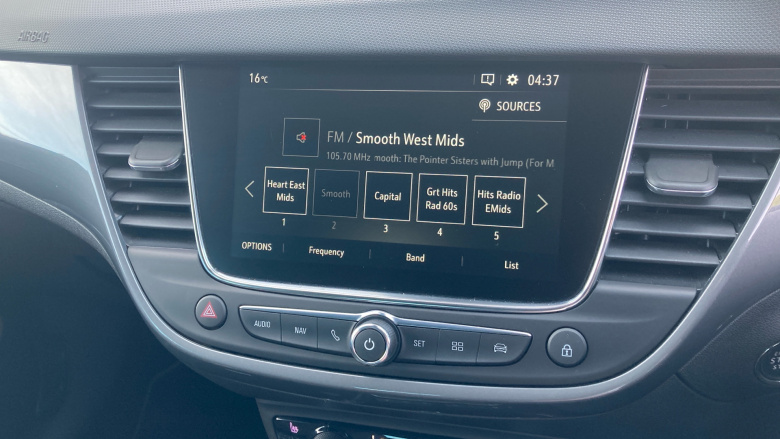 AIRBAG
16°C
04:37
SOURCES
FM / Smooth West Mids
105.70 MHz mooth: The Pointer Sisters with Jump (For M
Heart East
Mids
Smooth
Capital
Grt Hits
Rad 60s
Hits Radio
EMids
1 2 3 4 5
OPTIONS Frequency Band List
AUDIO NAV SET